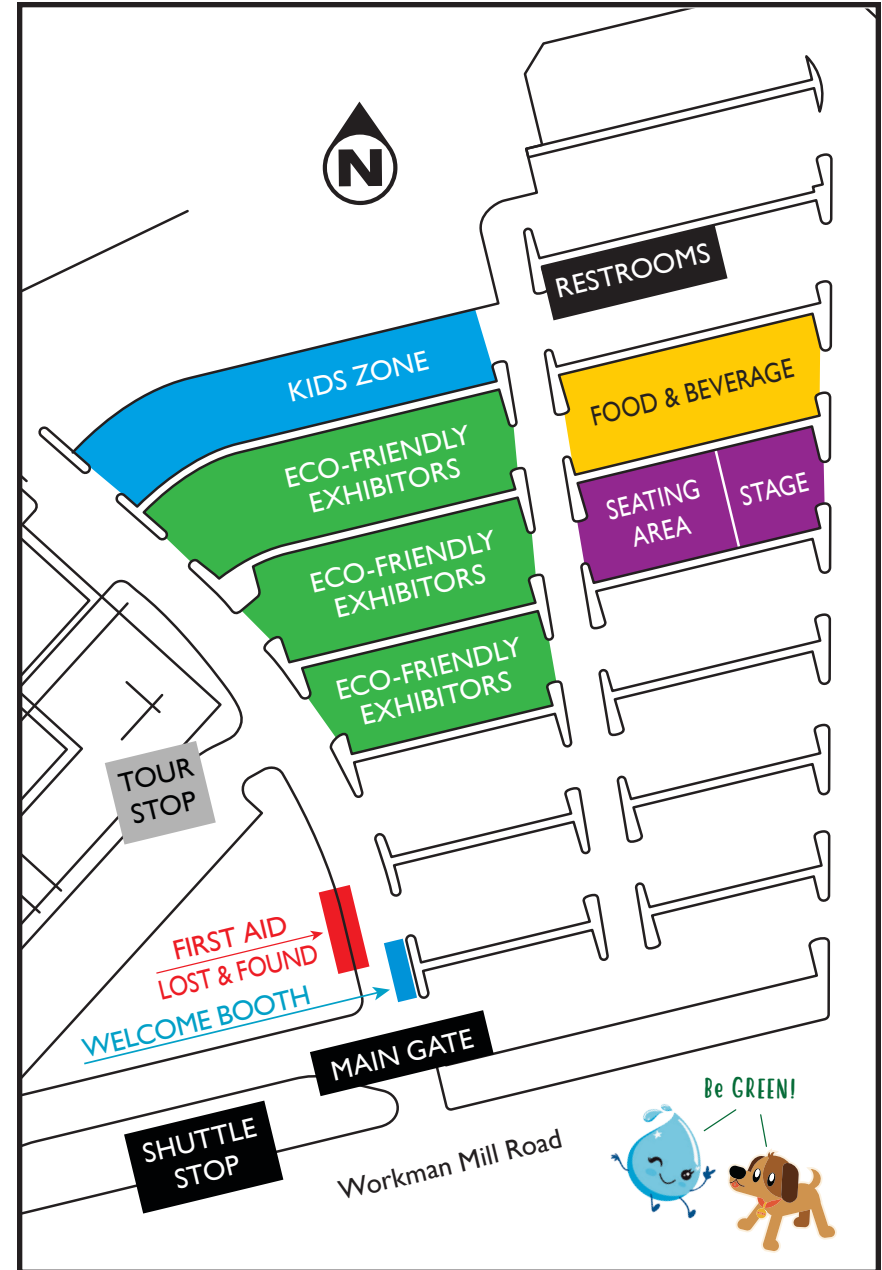 N
RESTROOMS
KIDS ZONE
FOOD & BEVERAGE
ECO-FRIENDLY
EXHIBITORS
SEATING
AREA
STAGE
ECO-FRIENDLY
EXHIBITORS
ECO-FRIENDLY
EXHIBITORS
TOUR
STOP
FIRST AID
LOST & FOUND
WELCOME BOOTH
MAIN GATE
Be GREEN!
SHUTTLE
STOP
Workman Mill Road